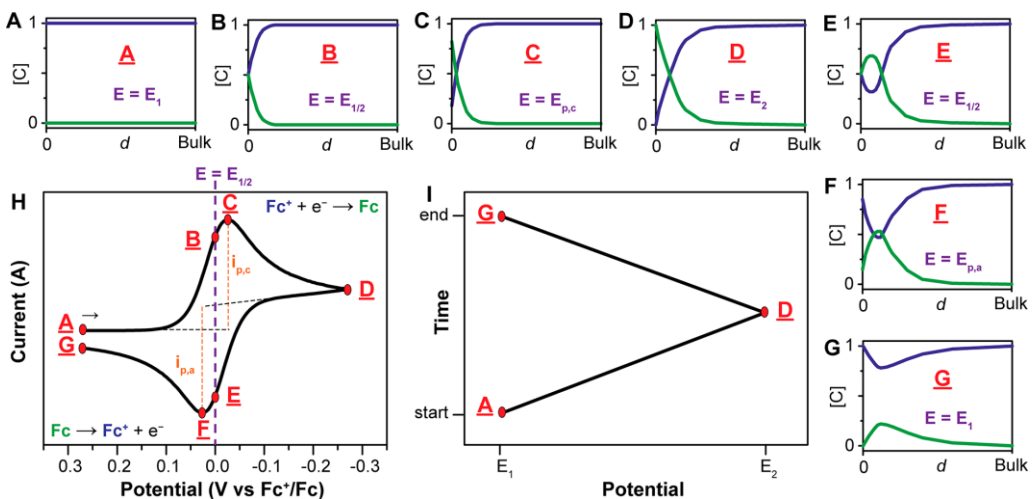 A
[C]
1
0
A
E = E₁
0 d Bulk
B
1
0
B
E = E₁/₂
0 d Bulk
C
1
0
C
E = Ep,c
0 d Bulk
D
1
0
D
E = E₂
0 d Bulk
E
[C]
1
0
E
E = E₁/₂
0 d Bulk
E = E₁/₂
H
C
Fc⁺ + e⁻ → Fc
B
ip,c
D
A →
G
ip,a
E
F
Fc → Fc⁺ + e⁻
Current (A)
0.3 0.2 0.1 0.0 -0.1 -0.2 -0.3
Potential (V vs Fc⁺/Fc)
I
end
G
D
Time
start
A
E₁ E₂
Potential
F
[C]
1
0
F
E = Ep,a
0 d Bulk
G
[C]
1
0
G
E = E₁
0 d Bulk